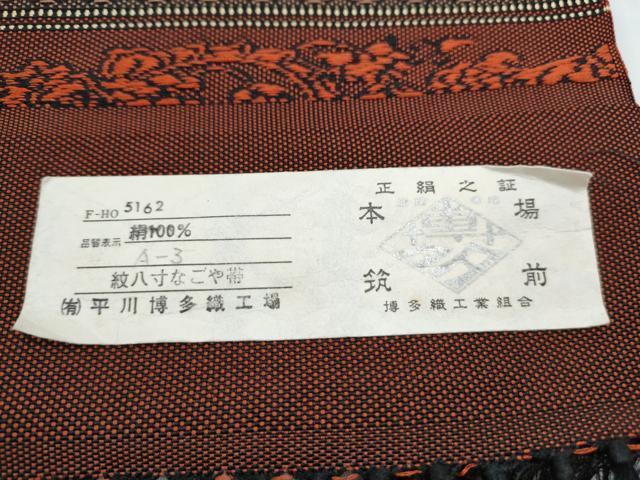 F-HO 5162
品質表示 絹100%
A-3
紋八寸なごや帯
(有) 平川博多織工場
正絹之証
本場
筑前
博多織工業組合